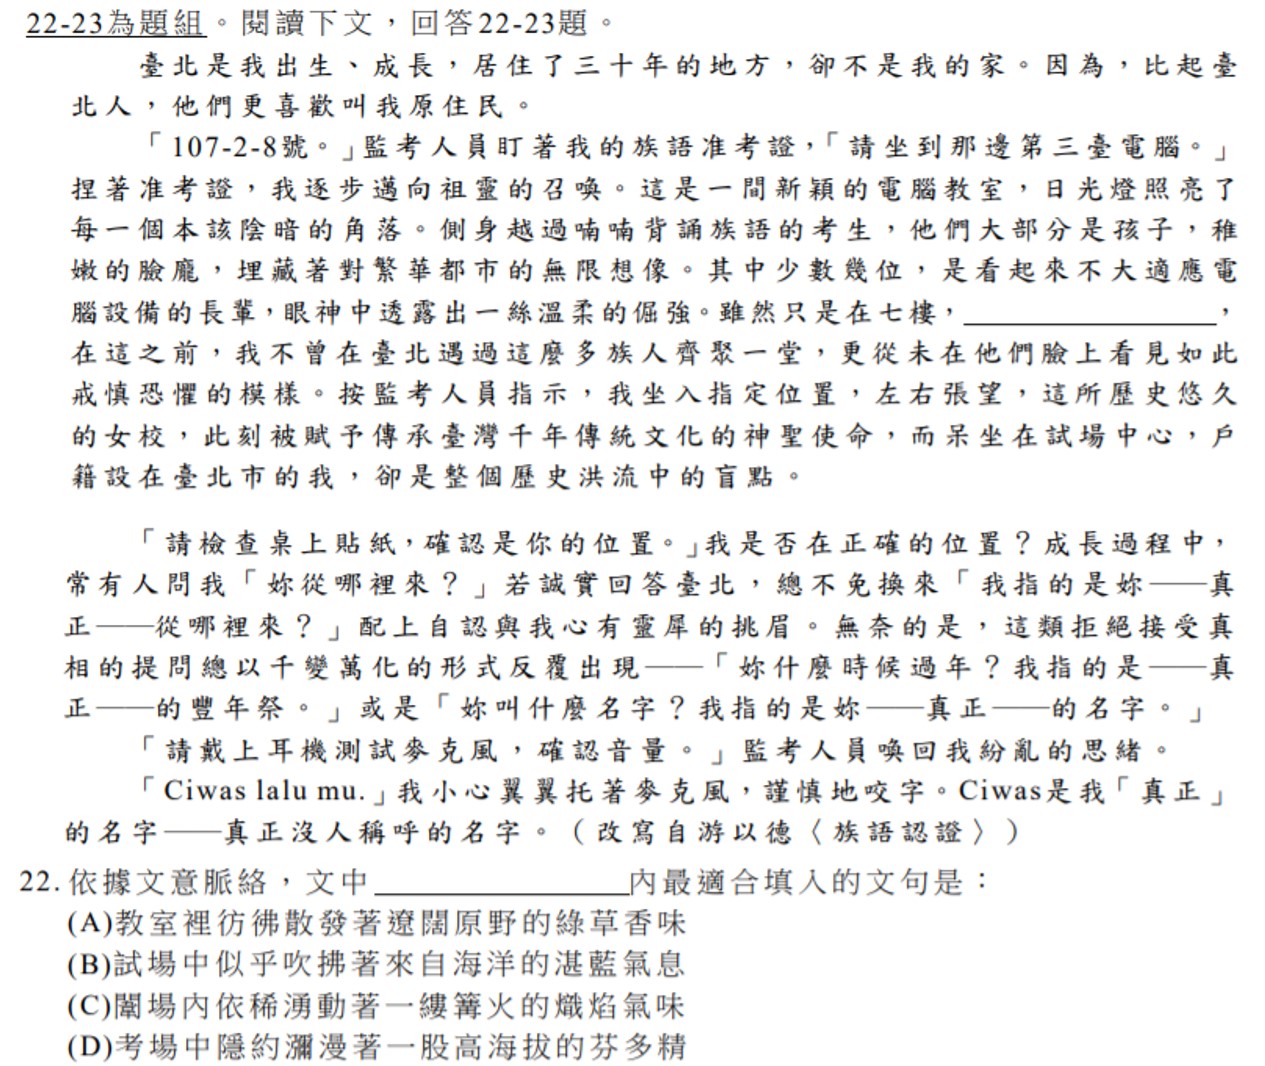 22-23為題組。閱讀下文，回答22-23題。
臺北是我出生、成長，居住了三十年的地方，卻不是我的家。因為，比起臺
北人，他們更喜歡叫我原住民。
「107-2-8號。」監考人員盯著我的族語准考證，「請坐到那邊第三臺電腦。」
捏著准考證，我逐步邁向祖靈的召喚。這是一間新穎的電腦教室，日光燈照亮了
每一個本該陰暗的角落。側身越過喃喃背誦族語的考生，他們大部分是孩子，稚
嫩的臉龐，埋藏著對繁華都市的無限想像。其中少數幾位，是看起來不大適應電
腦設備的長輩，眼神中透露出一絲溫柔的倔強。雖然只是在七樓，＿＿＿＿＿＿＿＿，
在這之前，我不曾在臺北遇過這麼多族人齊聚一堂，更從未在他們臉上看見如此
戒慎恐懼的模樣。按監考人員指示，我坐入指定位置，左右張望，這所歷史悠久
的女校，此刻被賦予傳承臺灣千年傳統文化的神聖使命，而呆坐在試場中心，戶
籍設在臺北市的我，卻是整個歷史洪流中的盲點。
「請檢查桌上貼紙，確認是你的位置。」我是否在正確的位置？成長過程中，
常有人問我「妳從哪裡來？」若誠實回答臺北，總不免換來「我指的是妳——真
正——從哪裡來？」配上自認與我心有靈犀的挑眉。無奈的是，這類拒絕接受真
相的提問總以千變萬化的形式反覆出現——「妳什麼時候過年？我指的是——真
正——的豐年祭。」或是「妳叫什麼名字？我指的是妳——真正——的名字。」
「請戴上耳機測試麥克風，確認音量。」監考人員喚回我紛亂的思緒。
「Ciwas lalu mu.」我小心翼翼托著麥克風，謹慎地咬字。Ciwas是我「真正」
的名字——真正沒人稱呼的名字。（改寫自游以德〈族語認證〉）
22.依據文意脈絡，文中＿＿＿＿＿＿＿＿內最適合填入的文句是：
(A)教室裡彷彿散發著遼闊原野的綠草香味
(B)試場中似乎吹拂著來自海洋的湛藍氣息
(C)闈場內依稀湧動著一縷篝火的熾焰氣味
(D)考場中隱約瀰漫著一股高海拔的芬多精